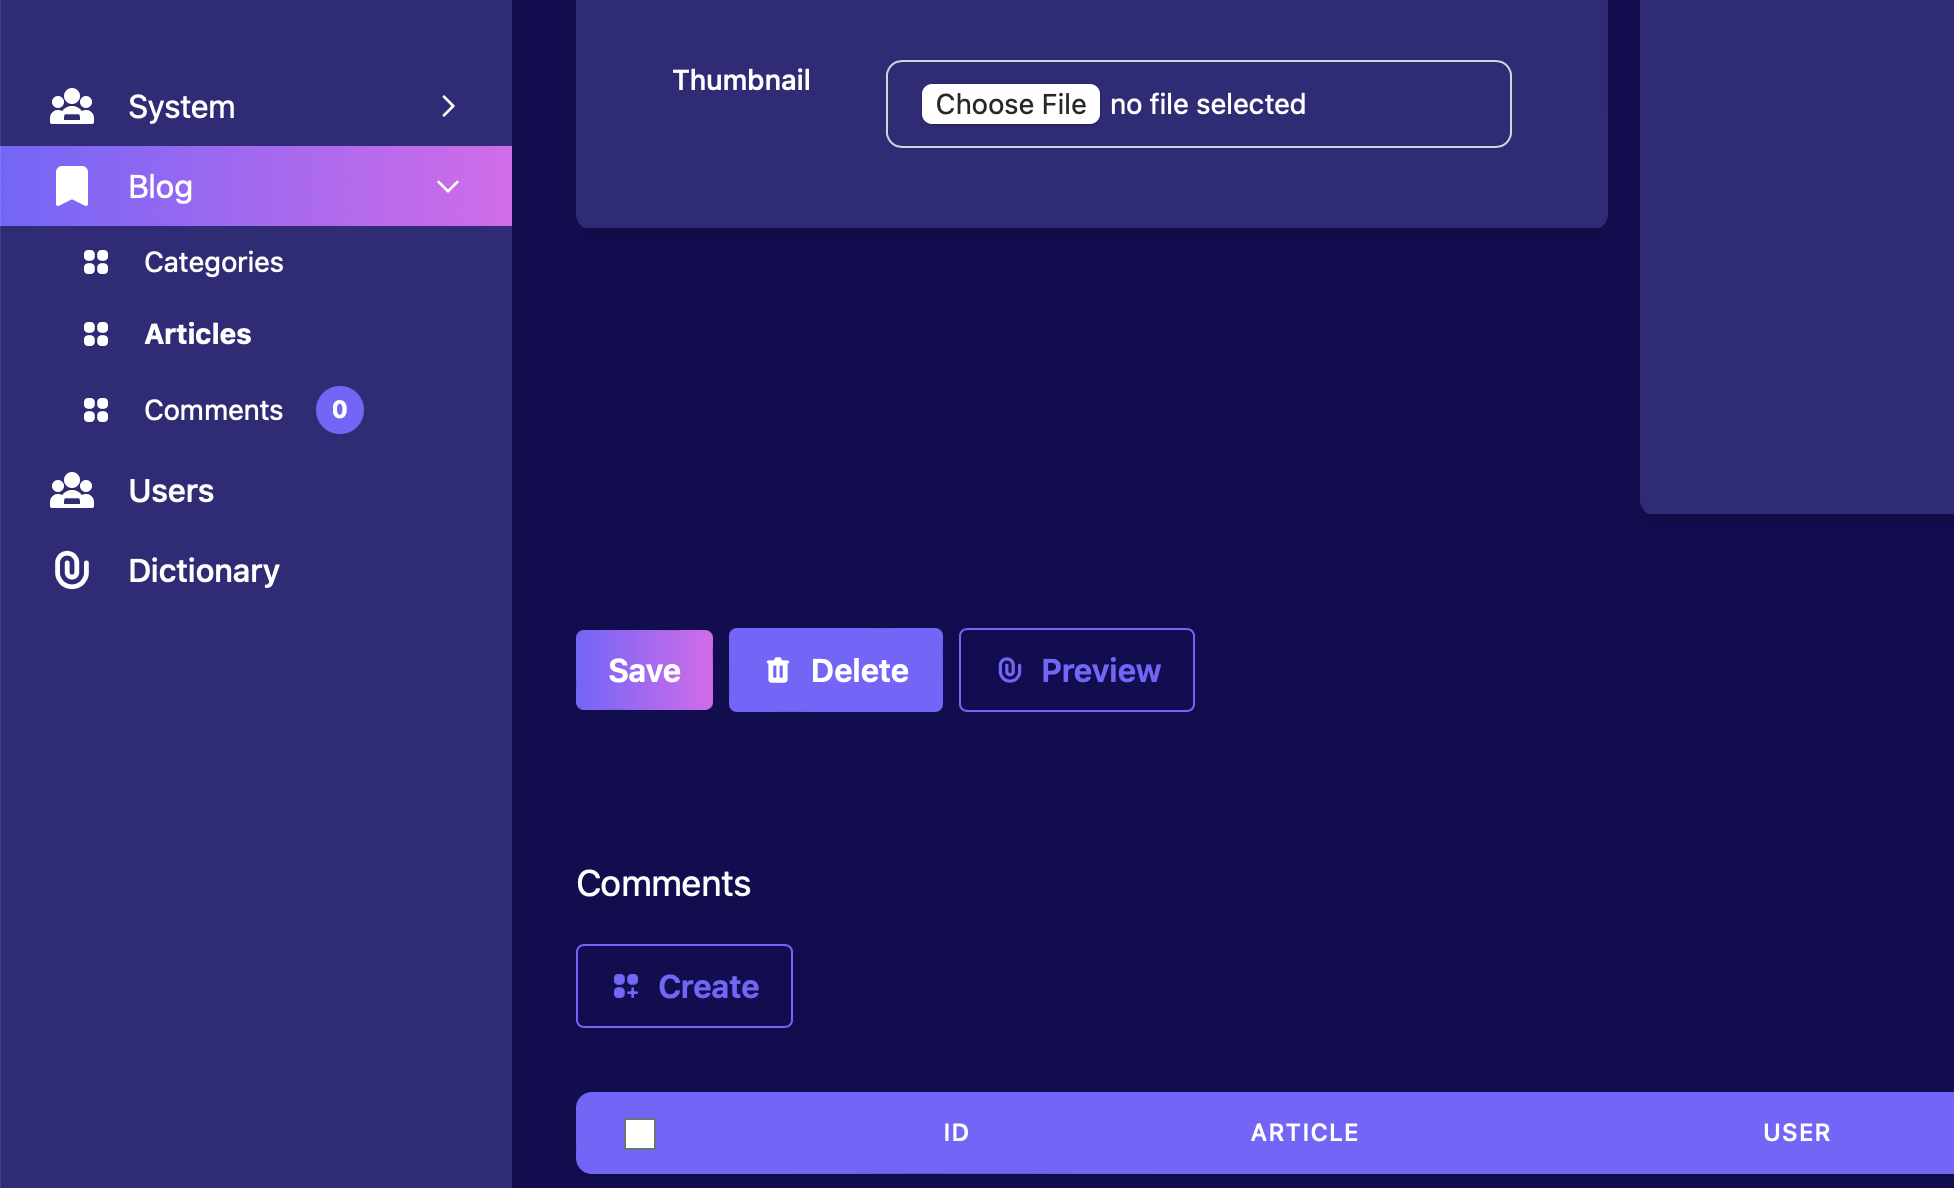 System
Blog
Categories
Articles
Comments 0
Users
Dictionary
Thumbnail
Choose File no file selected
Save
Delete
Preview
Comments
Create
ID ARTICLE USER